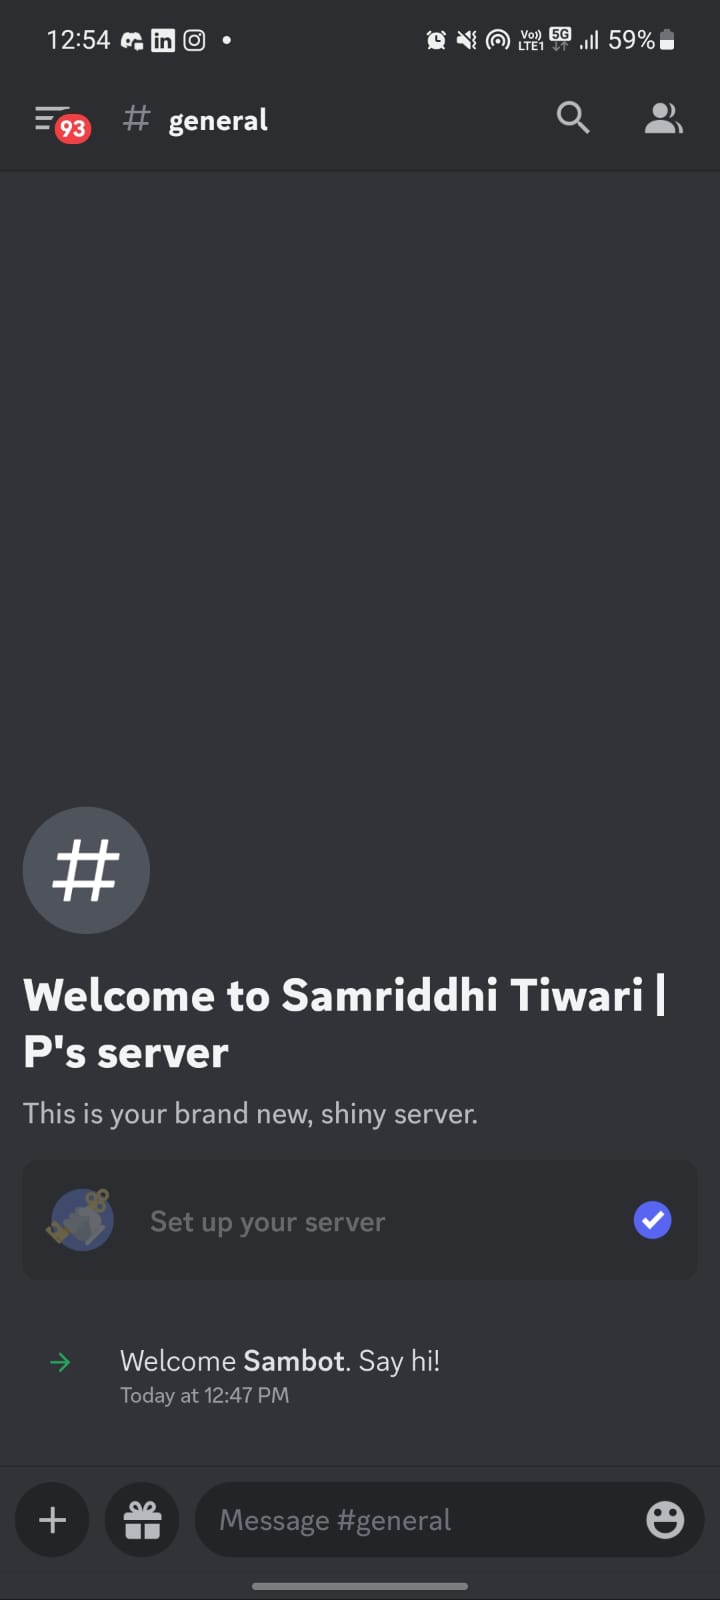 12:54 in Vo)) LTE1 5G 59%
93 # general
#
Welcome to Samriddhi Tiwari |
P's server
This is your brand new, shiny server.
Set up your server
Welcome Sambot. Say hi!
Today at 12:47 PM
Message #general